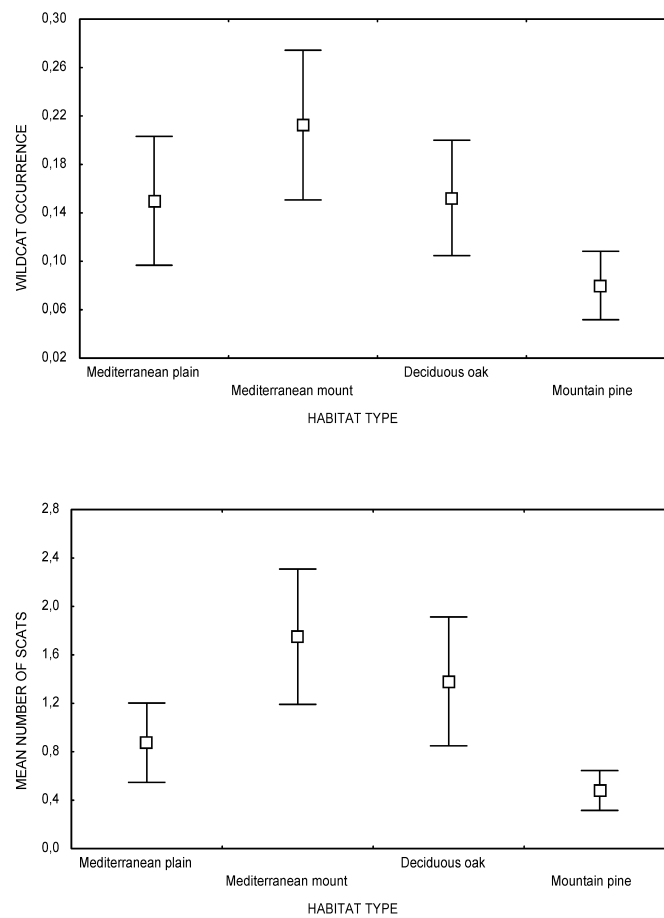 0,30
0,26
0,22
0,18
0,14
0,10
0,06
0,02
WILDCAT OCCURRENCE
Mediterranean plain
Mediterranean mount
Deciduous oak
Mountain pine
HABITAT TYPE
2,8
2,4
2,0
1,6
1,2
0,8
0,4
0,0
MEAN NUMBER OF SCATS
Mediterranean plain
Mediterranean mount
Deciduous oak
Mountain pine
HABITAT TYPE